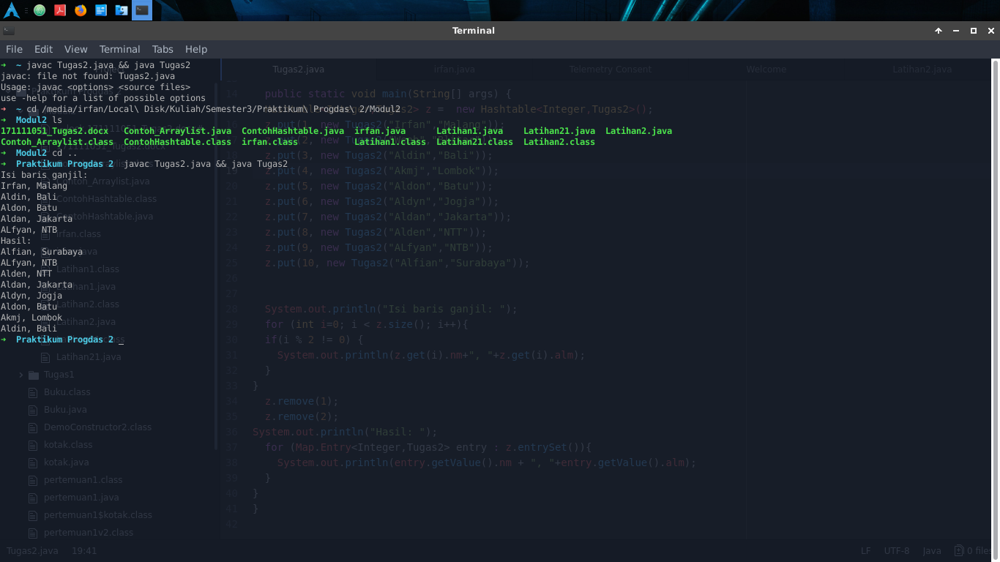 Terminal
File Edit View Terminal Tabs Help
➜ ~ javac Tugas2.java && java Tugas2
javac: file not found: Tugas2.java
Usage: javac <options> <source files>
use -help for a list of possible options
➜ ~ cd /media/irfan/Local\ Disk/Kuliah/Semester3/Praktikum\ Progdas\ 2/Modul2
➜ Modul2 ls
171111051_Tugas2.docx Contoh_Arraylist.java ContohHashtable.java irfan.java Latihan1.java Latihan21.java Latihan2.java
Contoh_Arraylist.class ContohHashtable.class irfan.class Latihan1.class Latihan21.class Latihan2.class
➜ Modul2 cd ..
➜ Praktikum Progdas 2 javac Tugas2.java && java Tugas2
Isi baris ganjil:
Irfan, Malang
Aldin, Bali
Aldon, Batu
Aldan, Jakarta
ALfyan, NTB
Hasil:
Alfian, Surabaya
ALfyan, NTB
Alden, NTT
Aldan, Jakarta
Aldyn, Jogja
Aldon, Batu
Akmj, Lombok
Aldin, Bali
➜ Praktikum Progdas 2 _
ContohHashtable.class
ContohHashtable.java
irfan.class
Latihan1.class
Latihan1.java
Latihan2.class
Latihan2.java
Latihan21.java
Tugas1
Buku.class
Buku.java
DemoConstructor2.class
kotak.class
kotak.java
pertemuan1.class
pertemuan1.java
pertemuan1$kotak.class
pertemuan1v2.class
Tugas2.java irfan.java Telemetry Consent Welcome Latihan21.java
14 public static void main(String[] args) {
z = new Hashtable<Integer,Tugas2>();
z.put(1, new Tugas2("Irfan","Malang"));
z.put(3, new Tugas2("Aldin","Bali"));
19 z.put(4, new Tugas2("Akmj","Lombok"));
20 z.put(5, new Tugas2("Aldon","Batu"));
21 z.put(6, new Tugas2("Aldyn","Jogja"));
22 z.put(7, new Tugas2("Aldan","Jakarta"));
23 z.put(8, new Tugas2("Alden","NTT"));
24 z.put(9, new Tugas2("ALfyan","NTB"));
25 z.put(10, new Tugas2("Alfian","Surabaya"));
26
27
28 System.out.println("Isi baris ganjil: ");
29 for (int i=0; i < z.size(); i++){
30 if(i % 2 != 0) {
31 System.out.println(z.get(i).nm+", "+z.get(i).alm);
32 }
33 }
34 z.remove(1);
35 z.remove(2);
36 System.out.println("Hasil: ");
37 for (Map.Entry<Integer,Tugas2> entry : z.entrySet()){
38 System.out.println(entry.getValue().nm + ", "+entry.getValue().alm);
39 }
40 }
41 }
42
Tugas2.java 19:41 LF UTF-8 Java 0 files